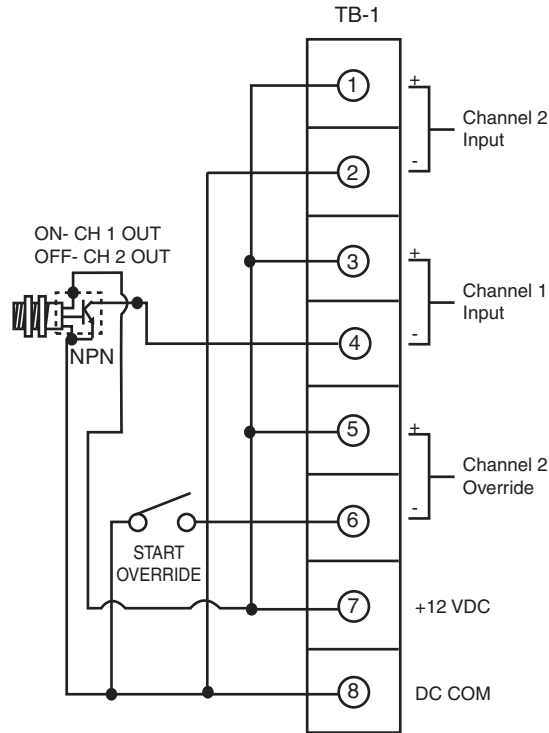 TB-1
1
+
Channel 2
Input
2
-
ON- CH 1 OUT
OFF- CH 2 OUT
3
+
Channel 1
Input
NPN
4
-
5
+
Channel 2
Override
6
-
START
OVERRIDE
7
+12 VDC
8
DC COM